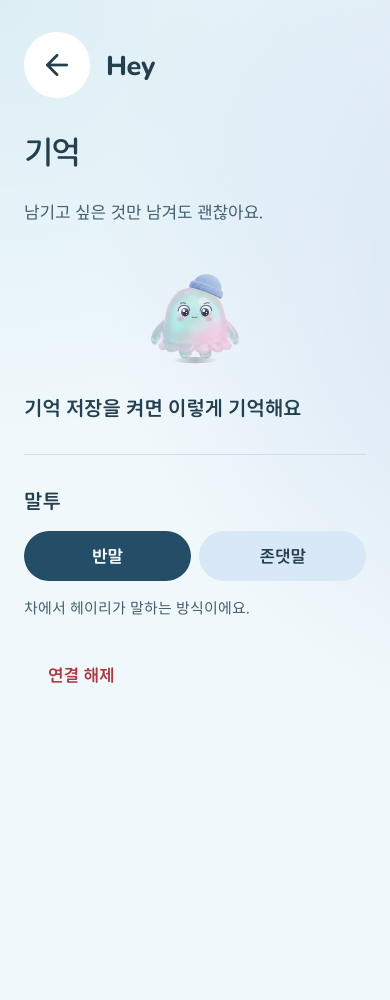 Hey
기억
남기고 싶은 것만 남겨도 괜찮아요.
기억 저장을 켜면 이렇게 기억해요
말투
반말
존댓말
차에서 헤이리가 말하는 방식이에요.
연결 해제